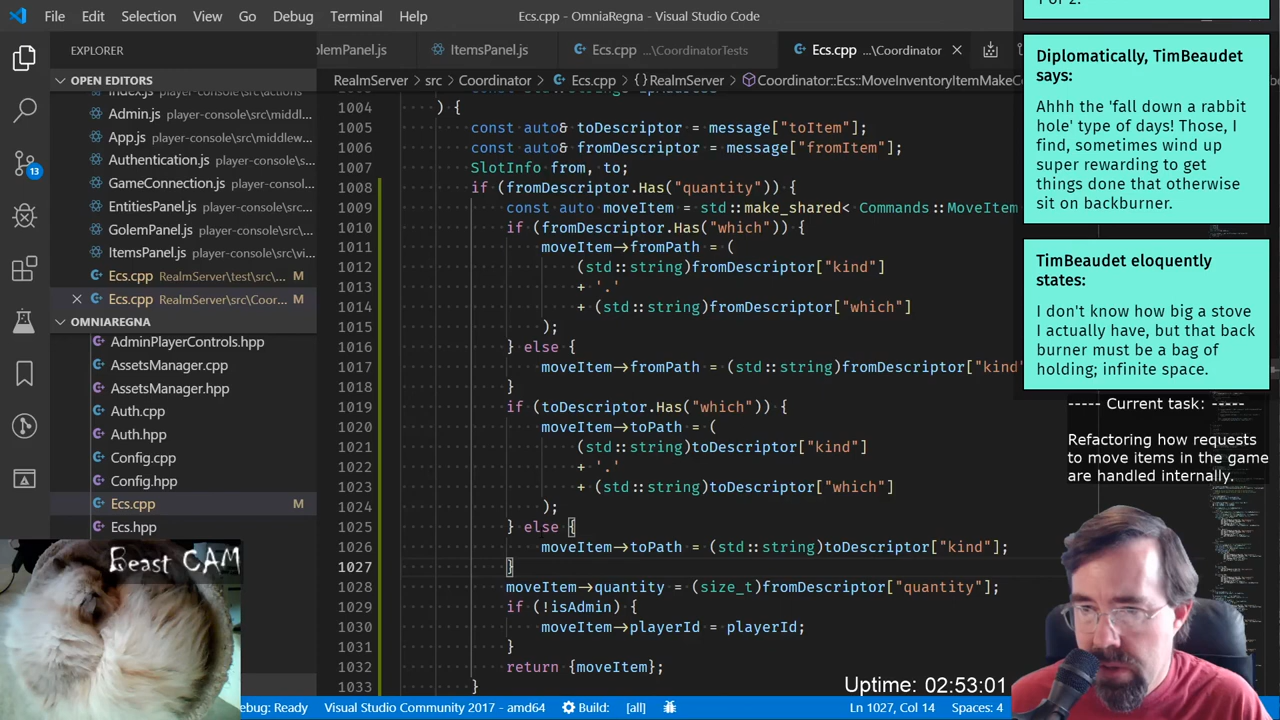 File Edit Selection View Go Debug Terminal Help
Ecs.cpp - OmniaRegna - Visual Studio Code
EXPLORER
OPEN EDITORS
index.js player-console\src\actions
Admin.js player-console\src\middl...
App.js player-console\src\middlew...
Authentication.js player-console\s...
GameConnection.js player-consol...
EntitiesPanel.js player-console\src...
GolemPanel.js player-console\src...
ItemsPanel.js player-console\src\...
Ecs.cpp RealmServer\test\src\... M
Ecs.cpp RealmServer\src\Coor... M
OMNIAREGNA
AdminPlayerControls.hpp
AssetsManager.cpp
AssetsManager.hpp
Auth.cpp
Auth.hpp
Config.cpp
Config.hpp
Ecs.cpp M
Ecs.hpp
13
olemPanel.js
ItemsPanel.js
Ecs.cpp ...\CoordinatorTests
Ecs.cpp ...\Coordinator
RealmServer > src > Coordinator > Ecs.cpp > {} RealmServer > Coordinator::Ecs::MoveInventoryItemMakeCo
1004 ) {
1005 const auto& toDescriptor = message["toItem"];
1006 const auto& fromDescriptor = message["fromItem"];
1007 SlotInfo from, to;
1008 if (fromDescriptor.Has("quantity")) {
1009 const auto moveItem = std::make_shared< Commands::MoveItem
1010 if (fromDescriptor.Has("which")) {
1011 moveItem->fromPath = (
1012 (std::string)fromDescriptor["kind"]
1013 + '.'
1014 + (std::string)fromDescriptor["which"]
1015 );
1016 } else {
1017 moveItem->fromPath = (std::string)fromDescriptor["kind"
1018 }
1019 if (toDescriptor.Has("which")) {
1020 moveItem->toPath = (
1021 (std::string)toDescriptor["kind"]
1022 + '.'
1023 + (std::string)toDescriptor["which"]
1024 );
1025 } else {
1026 moveItem->toPath = (std::string)toDescriptor["kind"];
1027 }
1028 moveItem->quantity = (size_t)fromDescriptor["quantity"];
1029 if (!isAdmin) {
1030 moveItem->playerId = playerId;
1031 }
1032 return {moveItem};
1033 }
1 or 2.
Diplomatically, TimBeaudet
says:
Ahhh the 'fall down a rabbit
hole' type of days! Those, I
find, sometimes wind up
super rewarding to get
things done that otherwise
sit on backburner.
TimBeaudet eloquently
states:
I don't know how big a stove
I actually have, but that back
burner must be a bag of
holding; infinite space.
----- Current task: -----
Refactoring how requests
to move items in the game
are handled internally.
Beast CAM
Uptime: 02:53:01
ebug: Ready Visual Studio Community 2017 - amd64 Build: [all] Ln 1027, Col 14 Spaces: 4